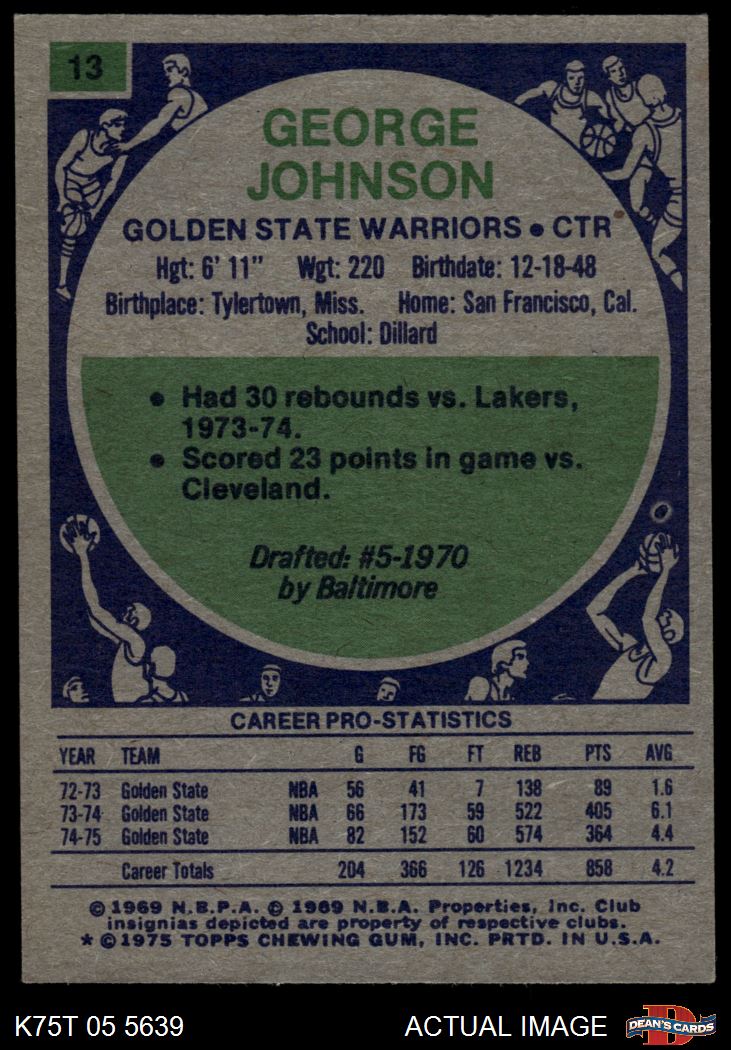 13
GEORGE
JOHNSON
GOLDEN STATE WARRIORS • CTR
Hgt: 6' 11" Wgt: 220 Birthdate: 12-18-48
Birthplace: Tylertown, Miss. Home: San Francisco, Cal.
School: Dillard
• Had 30 rebounds vs. Lakers,
1973-74.
• Scored 23 points in game vs.
Cleveland.
Drafted: #5-1970
by Baltimore
CAREER PRO-STATISTICS
YEAR TEAM G FG FT REB PTS AVG
72-73 Golden State NBA 56 41 7 138 89 1.6
73-74 Golden State NBA 66 173 59 522 405 6.1
74-75 Golden State NBA 82 152 60 574 364 4.4
Career Totals 204 366 126 1234 858 4.2
© 1969 N.B.P.A. © 1969 N.B.A. Properties, Inc. Club
insignias depicted are property of respective clubs.
* © 1975 TOPPS CHEWING GUM, INC. PRTD. IN U.S.A.
K75T 05 5639 ACTUAL IMAGE
DEAN'S CARDS